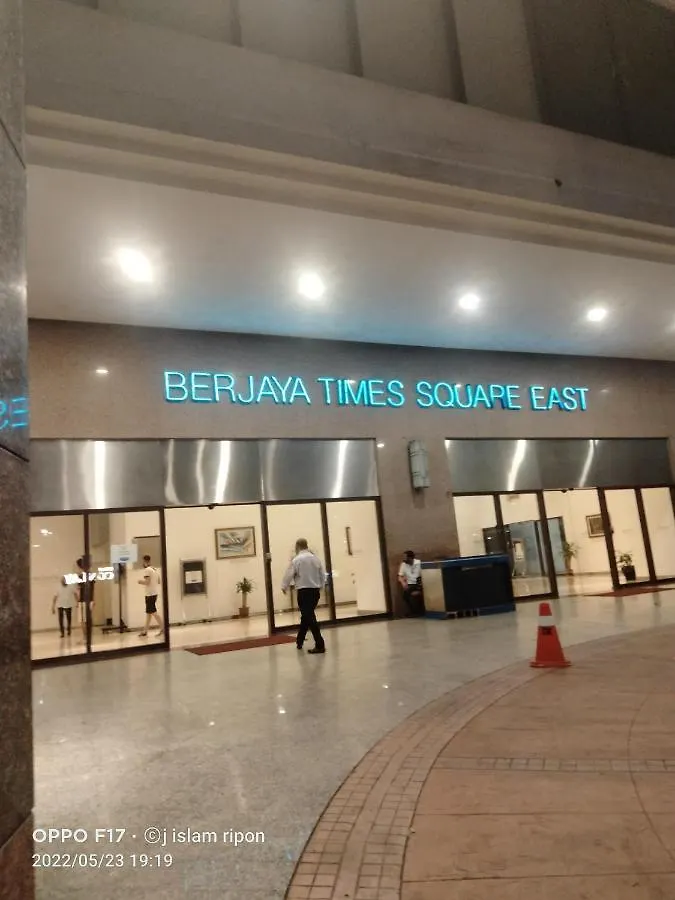 BERJAYA TIMES SQUARE EAST
OPPO F17 · ©j islam ripon
2022/05/23 19:19